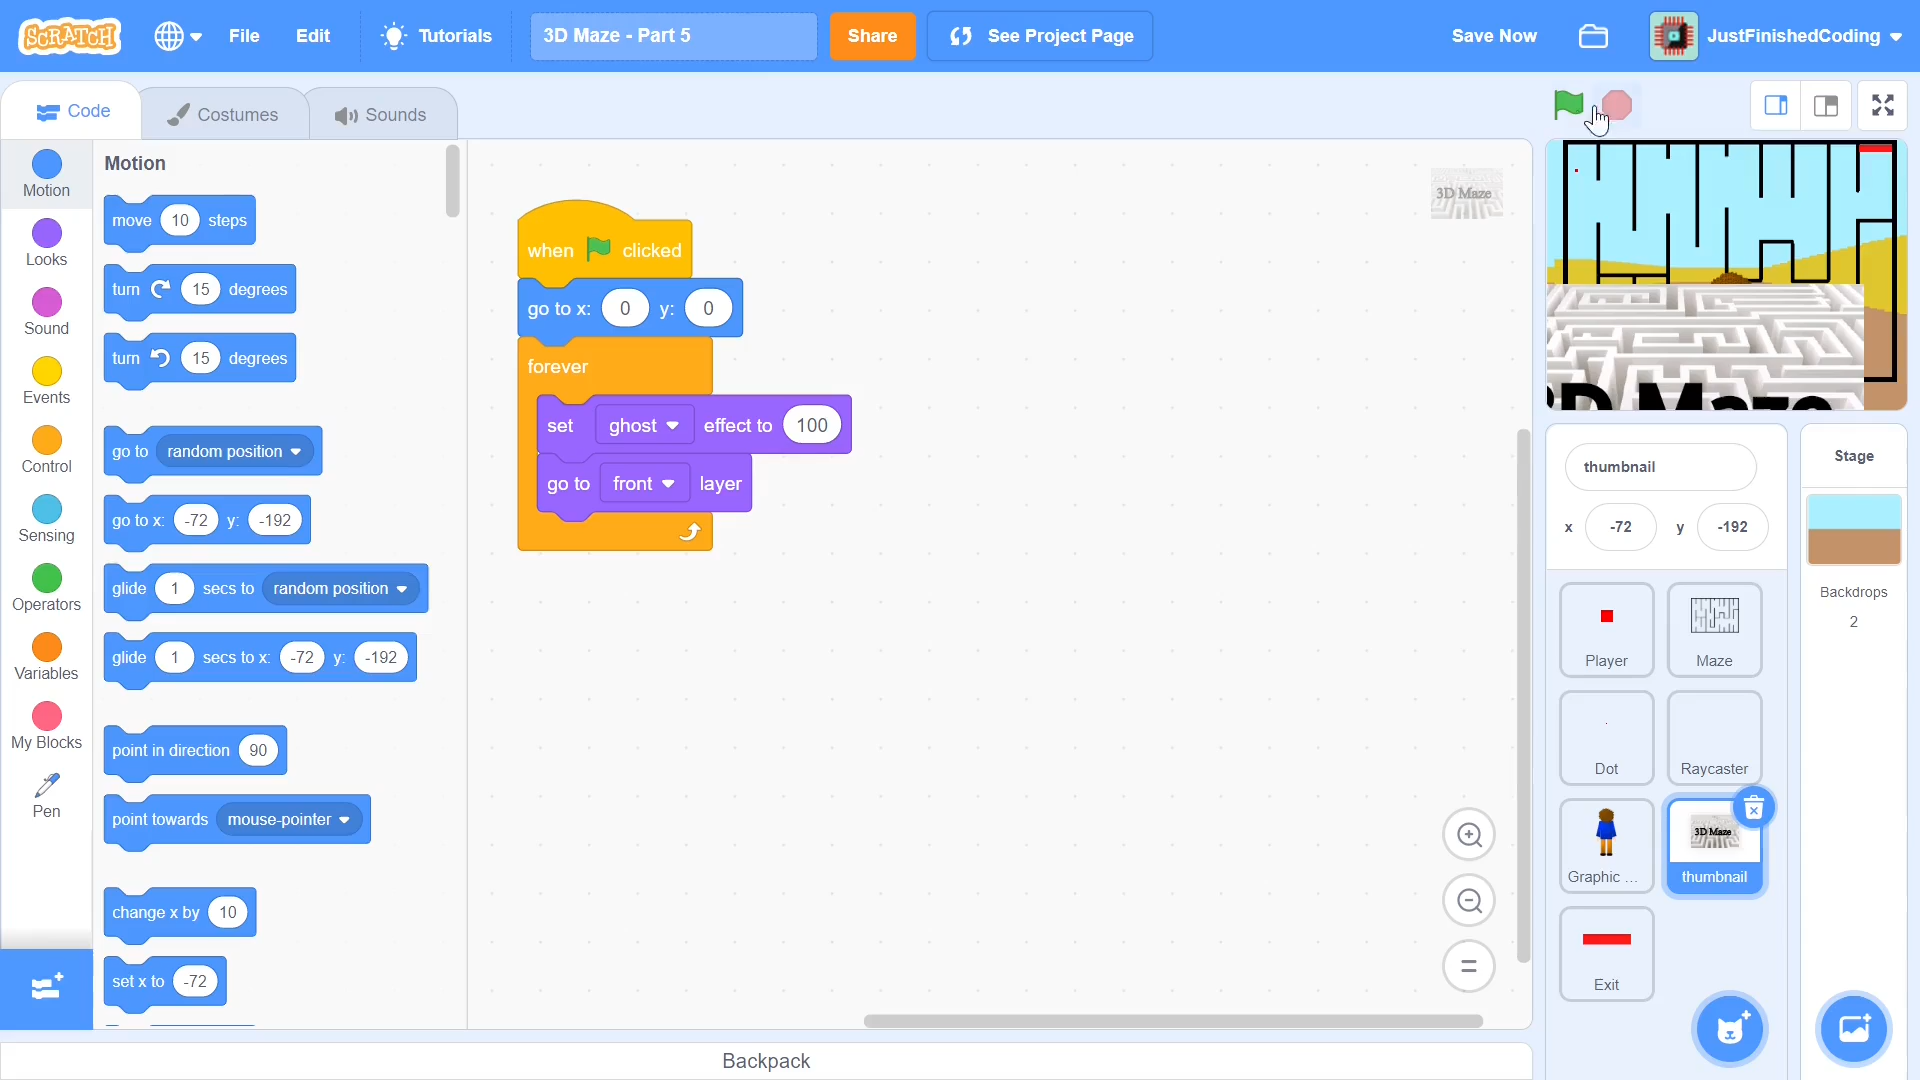 SCRATCH
File
Edit
Tutorials
3D Maze - Part 5
Share
See Project Page
Save Now
JustFinishedCoding
Code
Costumes
Sounds
Motion
Looks
Sound
Events
Control
Sensing
Operators
Variables
My Blocks
Pen
Motion
move 10 steps
turn 15 degrees
turn 15 degrees
go to random position
go to x: -72 y: -192
glide 1 secs to random position
glide 1 secs to x: -72 y: -192
point in direction 90
point towards mouse-pointer
change x by 10
set x to -72
when clicked
go to x: 0 y: 0
forever
set ghost effect to 100
go to front layer
3D Maze
3D Maze
thumbnail
x -72 y -192
Player
Maze
Dot
Raycaster
Graphic ...
3D Maze
thumbnail
Exit
Stage
Backdrops
2
Backpack